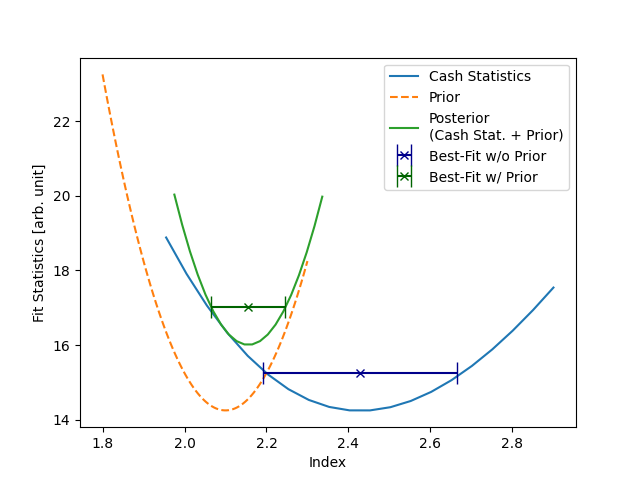 Fit Statistics [arb. unit]
22
20
18
16
14
1.8 2.0 2.2 2.4 2.6 2.8
Index
Cash Statistics
Prior
Posterior
(Cash Stat. + Prior)
Best-Fit w/o Prior
Best-Fit w/ Prior